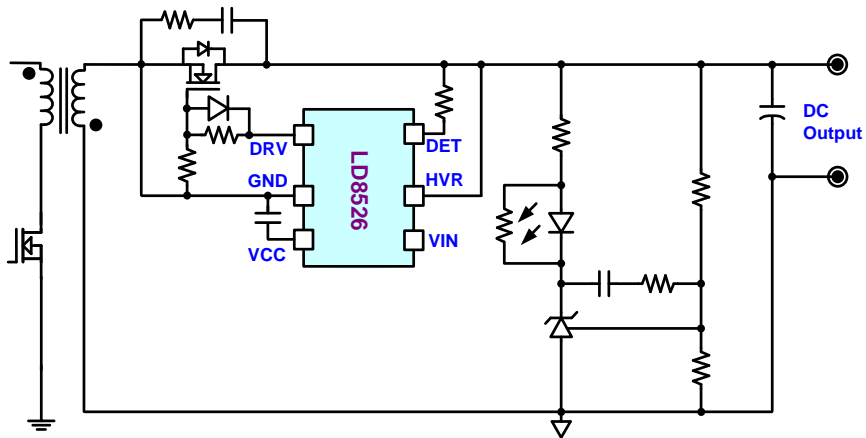 DC
Output
DRV
DET
GND
LD8526
HVR
VCC
VIN